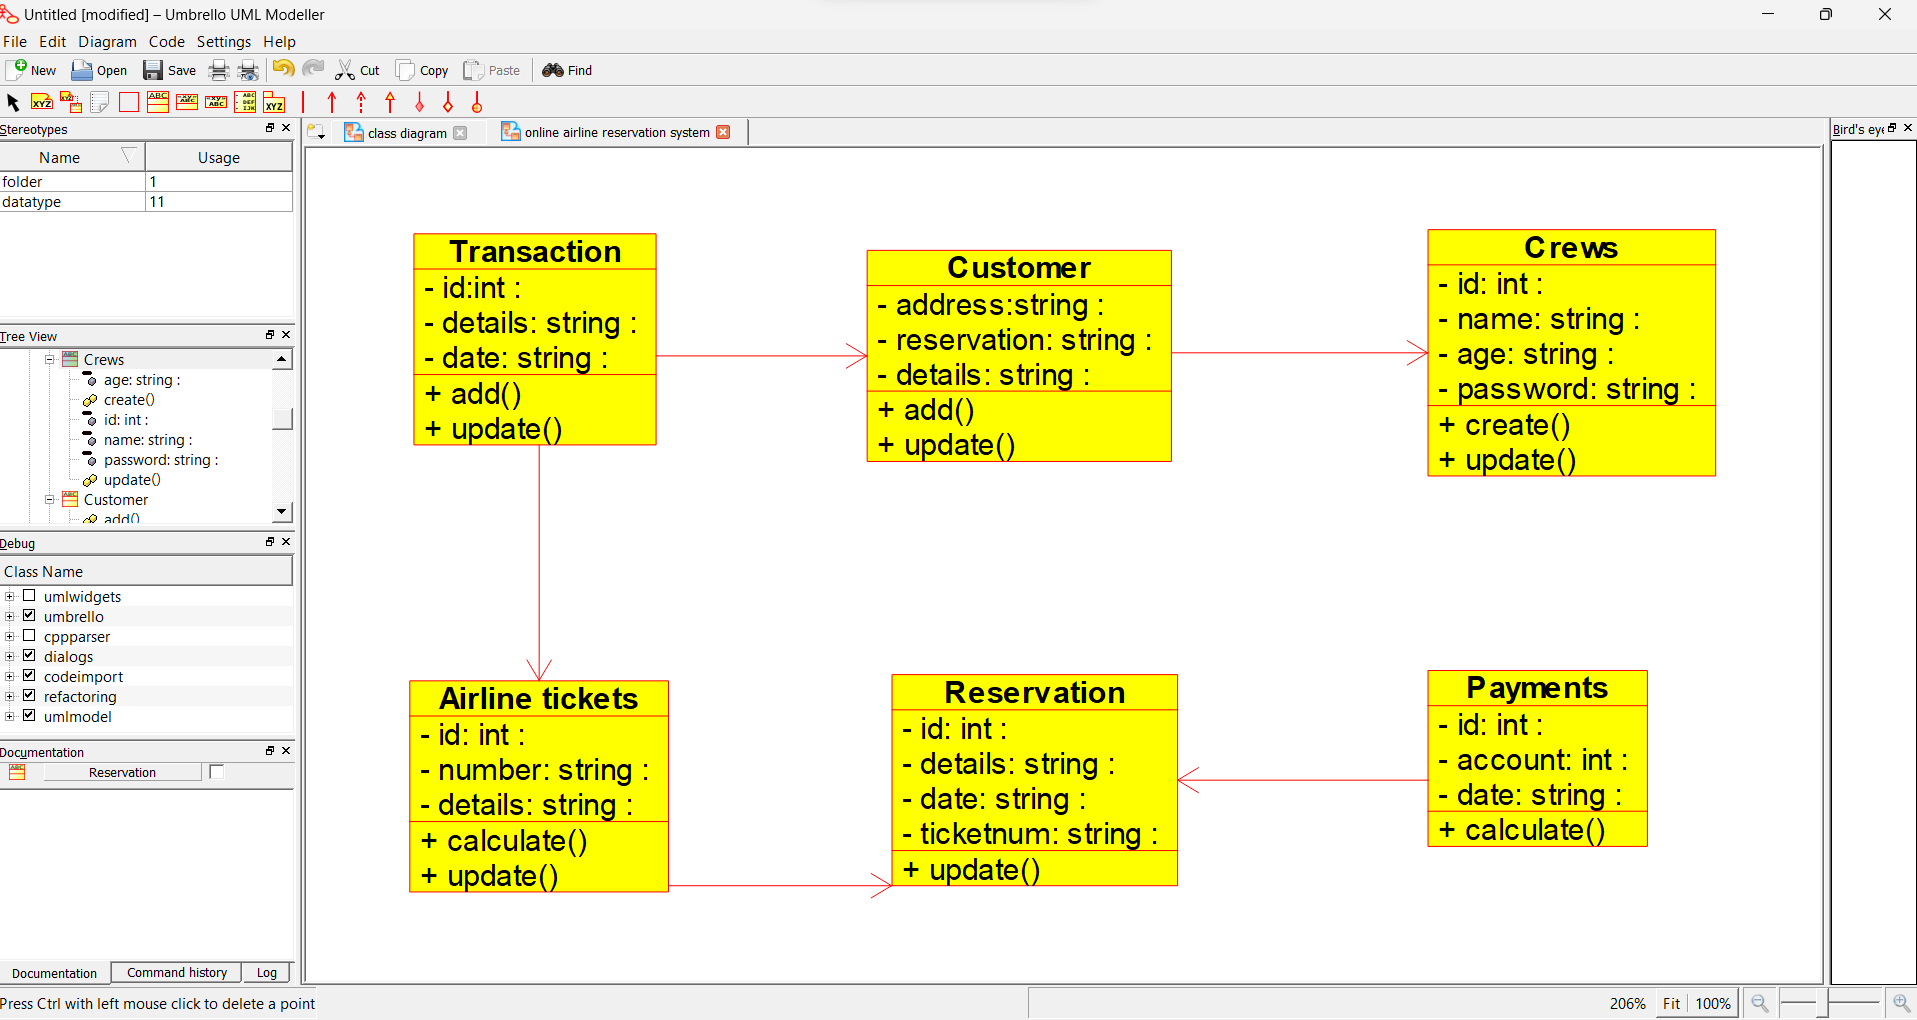 Untitled [modified] – Umbrello UML Modeller
File Edit Diagram Code Settings Help
New Open Save Cut Copy Paste Find
Stereotypes
Name Usage
folder 1
datatype 11
Tree View
Crews
age: string :
create()
id: int :
name: string :
password: string :
update()
Customer
add()
Debug
Class Name
umlwidgets
umbrello
cppparser
dialogs
codeimport
refactoring
umlmodel
Documentation
Reservation
Documentation Command history Log
class diagram online airline reservation system
Transaction
- id:int :
- details: string :
- date: string :
+ add()
+ update()
Customer
- address:string :
- reservation: string :
- details: string :
+ add()
+ update()
Crews
- id: int :
- name: string :
- age: string :
- password: string :
+ create()
+ update()
Airline tickets
- id: int :
- number: string :
- details: string :
+ calculate()
+ update()
Reservation
- id: int :
- details: string :
- date: string :
- ticketnum: string :
+ update()
Payments
- id: int :
- account: int :
- date: string :
+ calculate()
Bird's eye
Press Ctrl with left mouse click to delete a point
206% Fit 100%